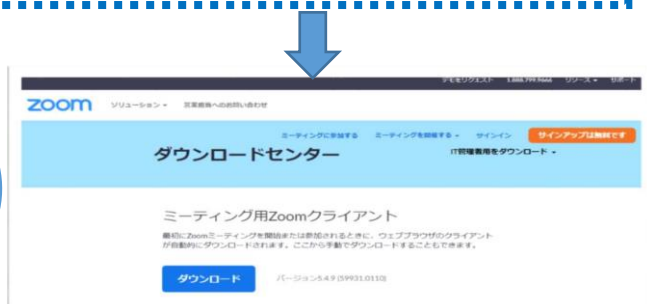 デモをリクエスト 1.888.799.9666 リソース サポート
zoom ソリューション 営業担当へのお問い合わせ
ミーティングに参加する ミーティングを開催する サインイン サインアップは無料です
ダウンロードセンター IT管理者用をダウンロード
ミーティング用Zoomクライアント
最初にZoomミーティングを開始または参加されるときに、ウェブブラウザのクライアント
が自動的にダウンロードされます。ここから手動でダウンロードすることもできます。
ダウンロード バージョン5.4.9 (59931.0110)